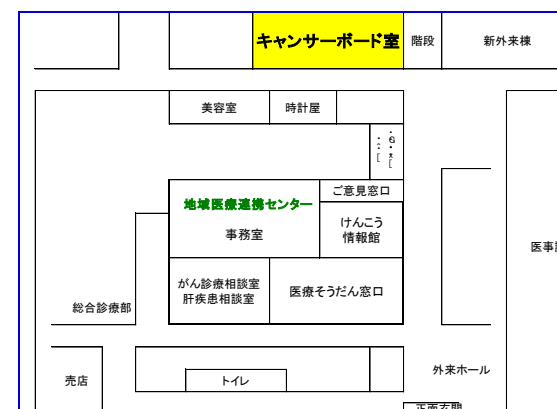 キャンサーボード室
階段
新外来棟
美容室
時計屋
ご意見窓口
地域医療連携センター
事務室
けんこう
情報館
医事
がん診療相談室
肝疾患相談室
医療そうだん窓口
総合診療部
外来ホール
売店
トイレ
正面玄関